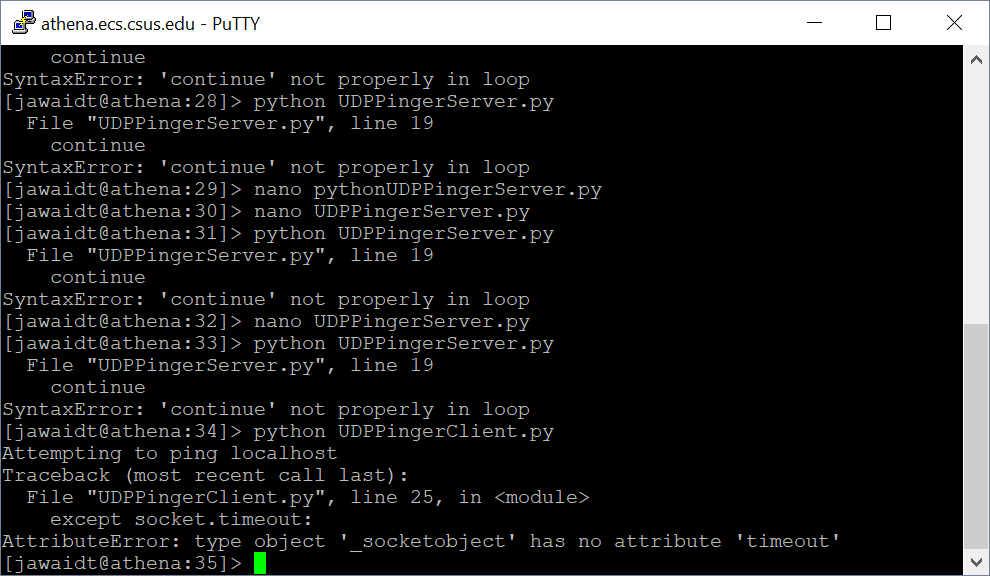 athena.ecs.csus.edu - PuTTY
    continue
SyntaxError: 'continue' not properly in loop
[jawaidt@athena:28]> python UDPPingerServer.py
  File "UDPPingerServer.py", line 19
    continue
SyntaxError: 'continue' not properly in loop
[jawaidt@athena:29]> nano pythonUDPPingerServer.py
[jawaidt@athena:30]> nano UDPPingerServer.py
[jawaidt@athena:31]> python UDPPingerServer.py
  File "UDPPingerServer.py", line 19
    continue
SyntaxError: 'continue' not properly in loop
[jawaidt@athena:32]> nano UDPPingerServer.py
[jawaidt@athena:33]> python UDPPingerServer.py
  File "UDPPingerServer.py", line 19
    continue
SyntaxError: 'continue' not properly in loop
[jawaidt@athena:34]> python UDPPingerClient.py
Attempting to ping localhost
Traceback (most recent call last):
  File "UDPPingerClient.py", line 25, in <module>
    except socket.timeout:
AttributeError: type object '_socketobject' has no attribute 'timeout'
[jawaidt@athena:35]>